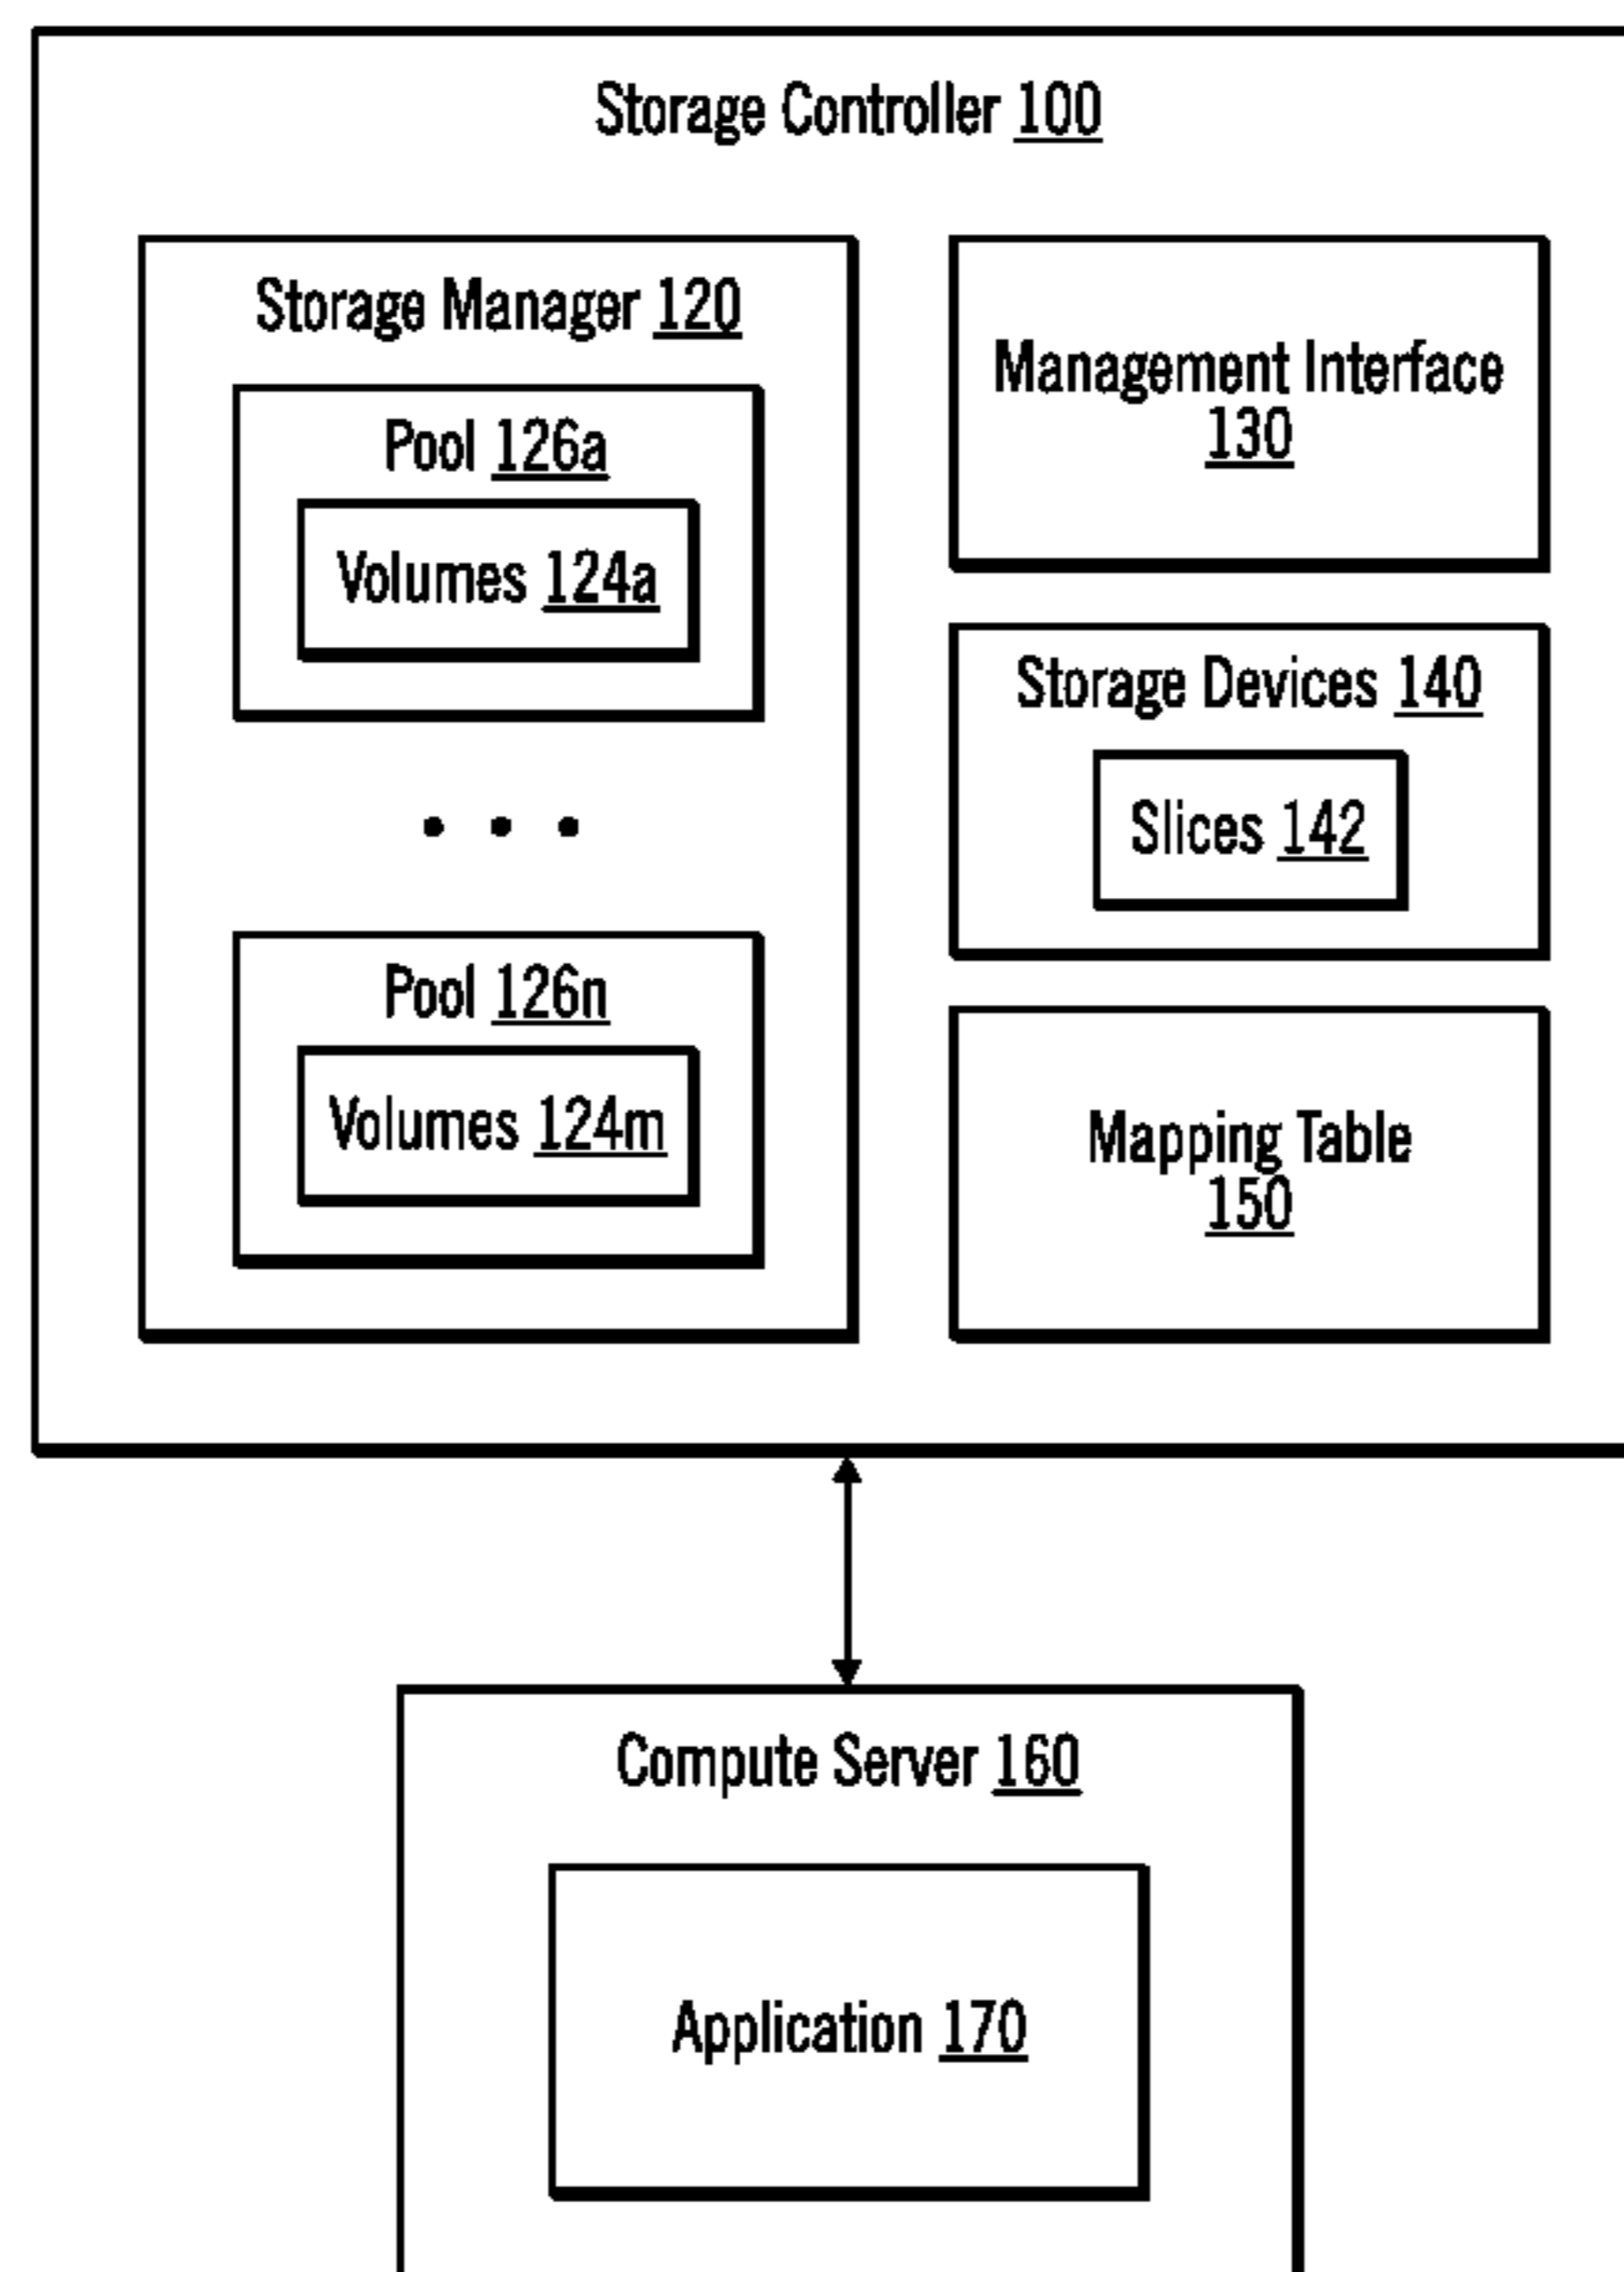 Storage Controller 100
Storage Manager 120
Pool 126a
Volumes 124a
• • •
Pool 126n
Volumes 124m
Management Interface
130
Storage Devices 140
Slices 142
Mapping Table
150
Compute Server 160
Application 170